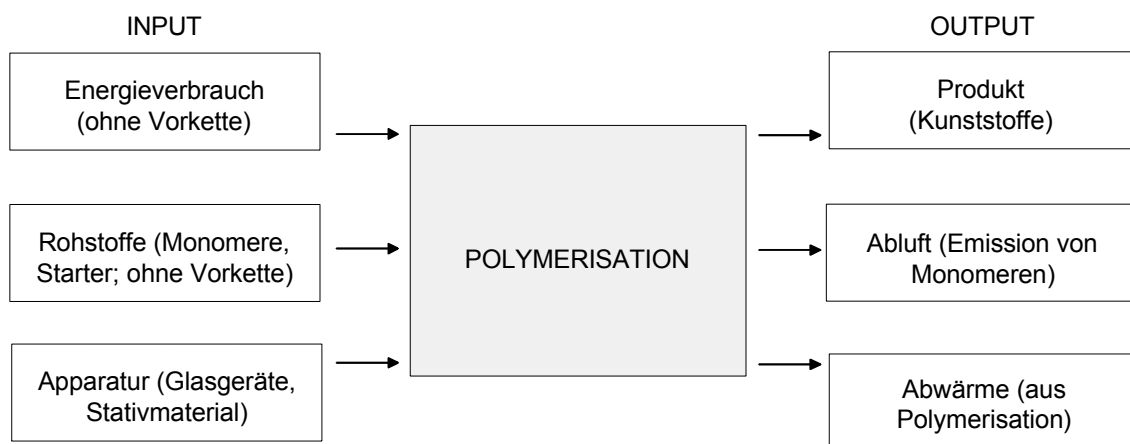 INPUT
Energieverbrauch
(ohne Vorkette)
Rohstoffe (Monomere,
Starter; ohne Vorkette)
Apparatur (Glasgeräte,
Stativmaterial)
POLYMERISATION
OUTPUT
Produkt
(Kunststoffe)
Abluft (Emission von
Monomeren)
Abwärme (aus
Polymerisation)